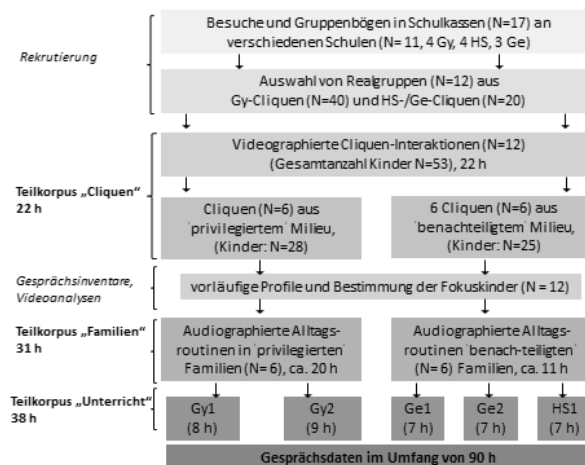 Besuche und Gruppenbögen in Schulkassen (N=17) an
verschiedenen Schulen (N= 11, 4 Gy, 4 HS, 3 Ge)
Rekrutierung
Auswahl von Realgruppen (N=12) aus
Gy-Cliquen (N=40) und HS-/Ge-Cliquen (N=20)
Videographierte Cliquen-Interaktionen (N=12)
(Gesamtanzahl Kinder N=53), 22 h
Teilkorpus „Cliquen“
22 h
Cliquen (N=6) aus
'privilegiertem' Milieu,
(Kinder: N=28)
6 Cliquen (N=6) aus
'benachteiligtem' Milieu,
(Kinder: N=25)
Gesprächsinventare,
Videoanalysen
vorläufige Profile und Bestimmung der Fokuskinder (N = 12)
Teilkorpus „Familien“
31 h
Audiographierte Alltags-
routinen in 'privilegierten'
Familien (N= 6), ca. 20 h
Audiographierte Alltags-
routinen 'benach-teiligten'
(N= 6) Familien, ca. 11 h
Teilkorpus „Unterricht“
38 h
Gy1
(8 h)
Gy2
(9 h)
Ge1
(7 h)
Ge2
(7 h)
HS1
(7 h)
Gesprächsdaten im Umfang von 90 h